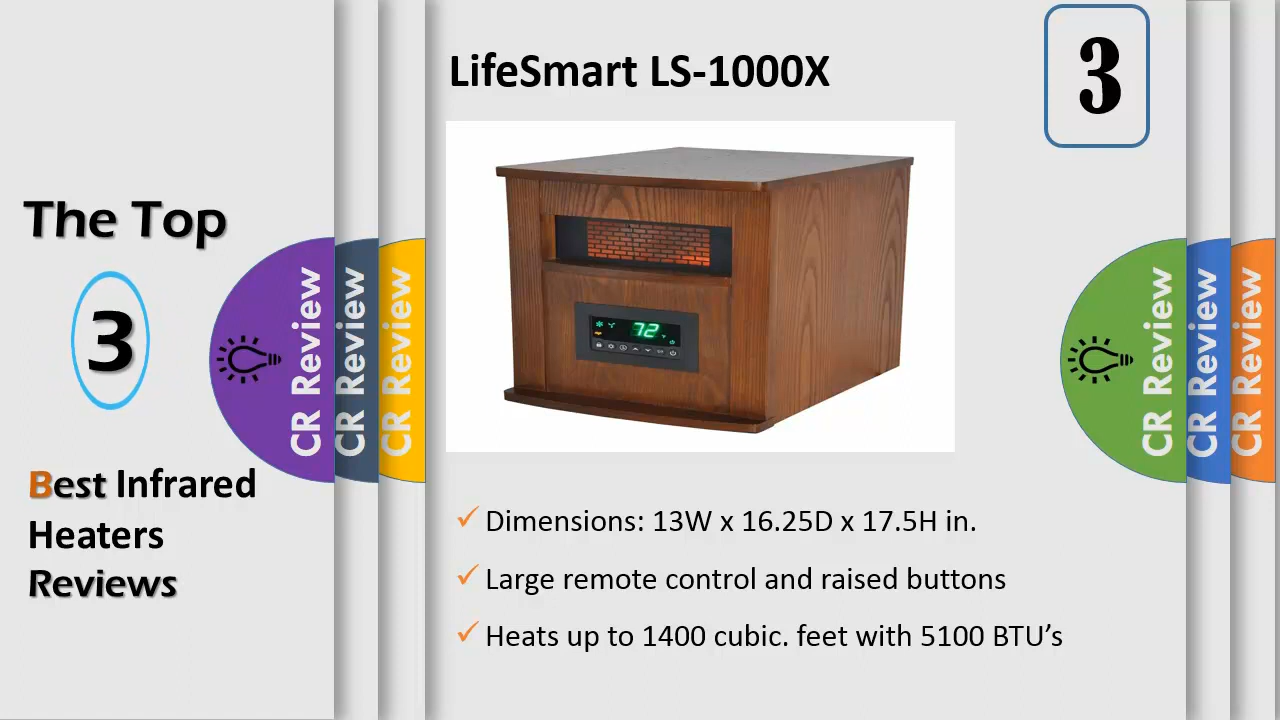 The Top
3
Best Infrared
Heaters
Reviews
CR Review
CR Review
CR Review
LifeSmart LS-1000X
3
72
Dimensions: 13W x 16.25D x 17.5H in.
Large remote control and raised buttons
Heats up to 1400 cubic. feet with 5100 BTU’s
CR Review
CR Review
CR Review